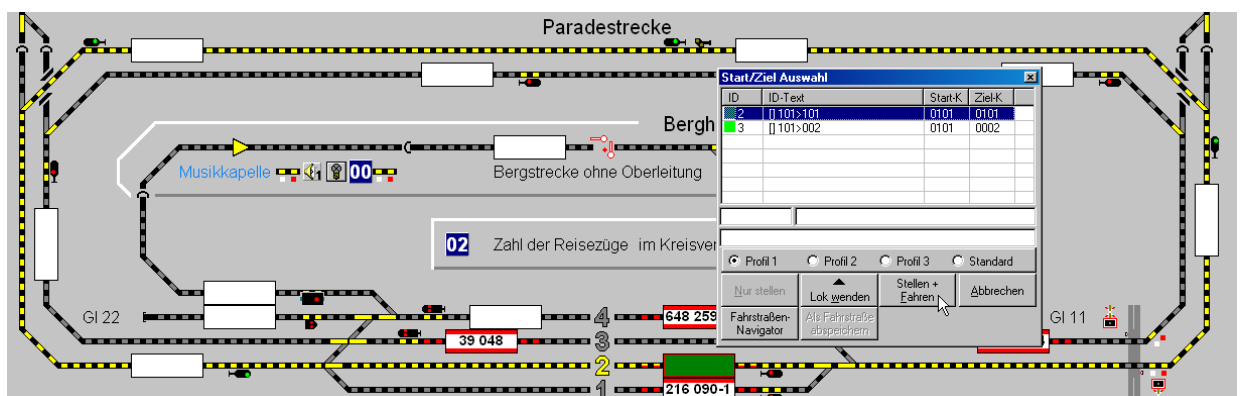 Paradestrecke
Start/Ziel Auswahl
ID ID-Text Start-K Ziel-K
2 [] 101>101 0101 0101
3 [] 101>002 0101 0002
Bergh
Musikkapelle 00
Bergstrecke ohne Oberleitung
02 Zahl der Reisezüge im Kreisver
Profil 1 Profil 2 Profil 3 Standard
Nur stellen
Lok wenden
Stellen +
Fahren
Abbrechen
Fahrstraßen-
Navigator
Als Fahrstraße
abspeichern
Gl 22 4 648 259 Gl 11
39 048 3
2
1 216 090-1